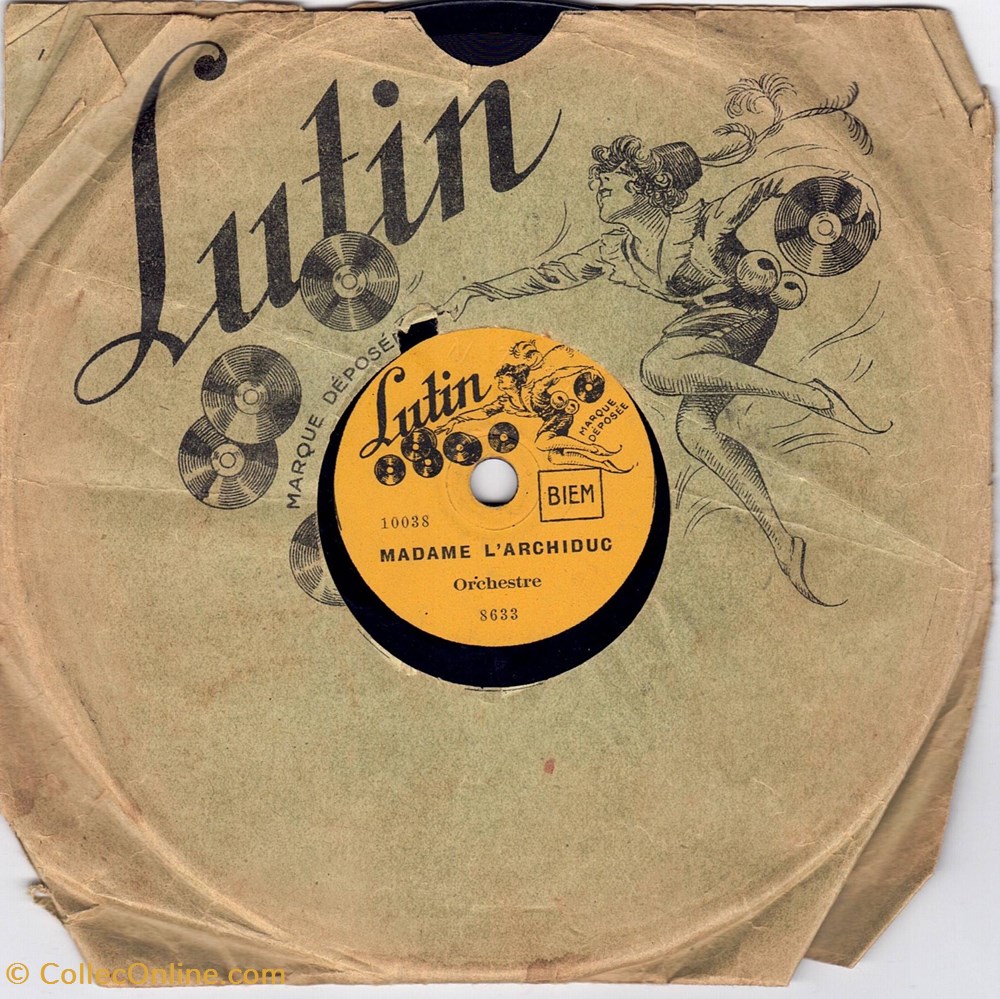 Lutin
MARQUE DÉPOSÉE
Lutin
MARQUE
DÉPOSÉE
BIEM
10038
MADAME L'ARCHIDUC
Orchestre
8633
© CollecOnline.com